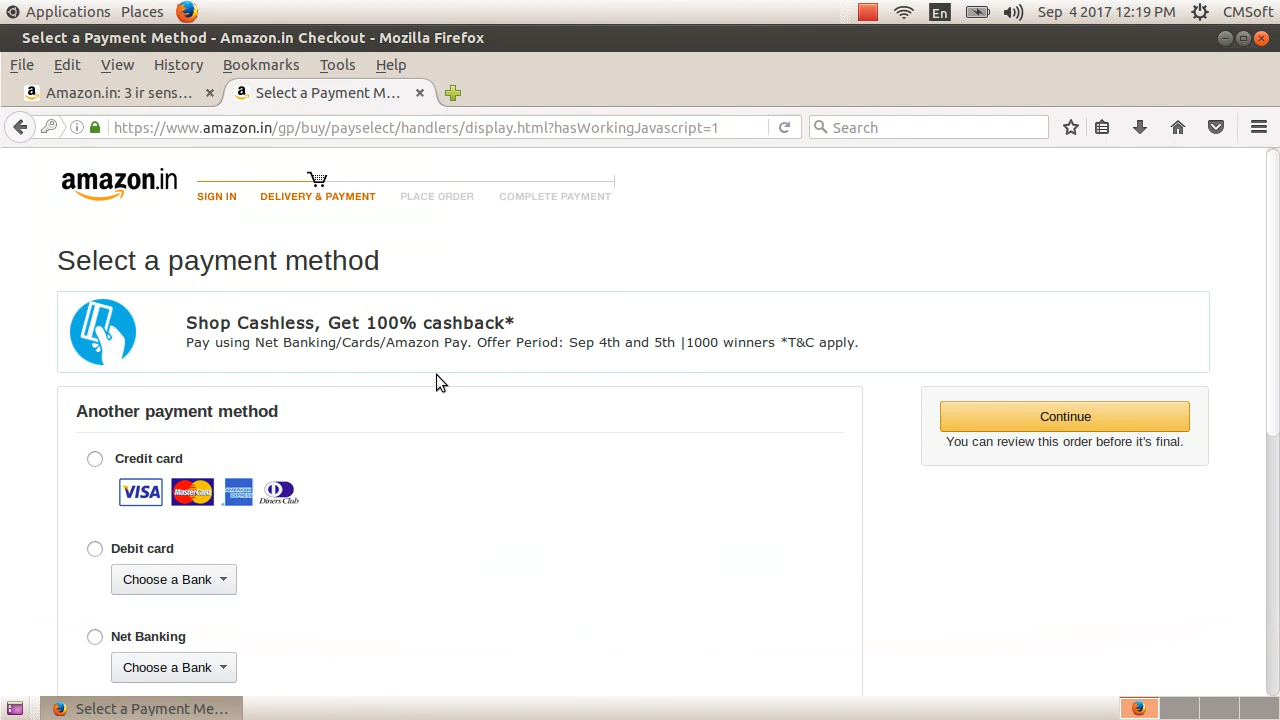 Applications Places En Sep 4 2017 12:19 PM CMSoft
Select a Payment Method - Amazon.in Checkout - Mozilla Firefox
File Edit View History Bookmarks Tools Help
a Amazon.in: 3 ir sens... × a Select a Payment M... ×
https://www.amazon.in/gp/buy/payselect/handlers/display.html?hasWorkingJavascript=1 Search
amazon.in
SIGN IN DELIVERY & PAYMENT PLACE ORDER COMPLETE PAYMENT
Select a payment method
Shop Cashless, Get 100% cashback*
Pay using Net Banking/Cards/Amazon Pay. Offer Period: Sep 4th and 5th |1000 winners *T&C apply.
Another payment method
Continue
You can review this order before it's final.
Credit card
VISA MasterCard AMERICAN EXPRESS Diners Club
Debit card
Choose a Bank
Net Banking
Choose a Bank
Select a Payment Me...